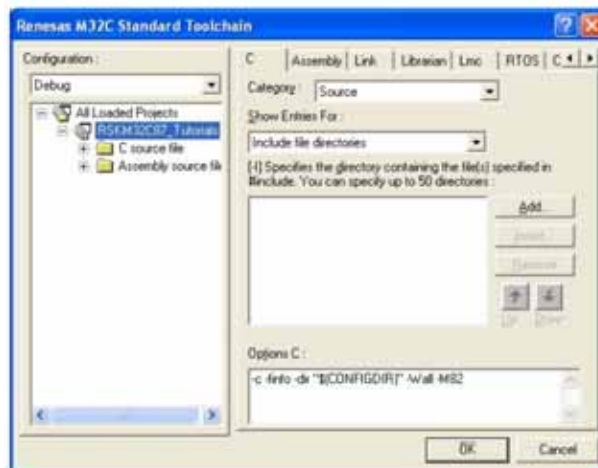 Renesas M32C Standard Toolchain
Configuration :
Debug
All Loaded Projects
RSKM32C87_Tutorials
C source file
Assembly source file
C
Assembly
Link
Librarian
Lmc
RTOS
C
Category :
Source
Show Entries For :
Include file directories
[-I] Specifies the directory containing the file(s) specified in
#include. You can specify up to 50 directories :
Add...
Insert...
Remove
Up
Down
Options C :
-c -finfo -dir "$(CONFIGDIR)" -Wall -M82
OK
Cancel